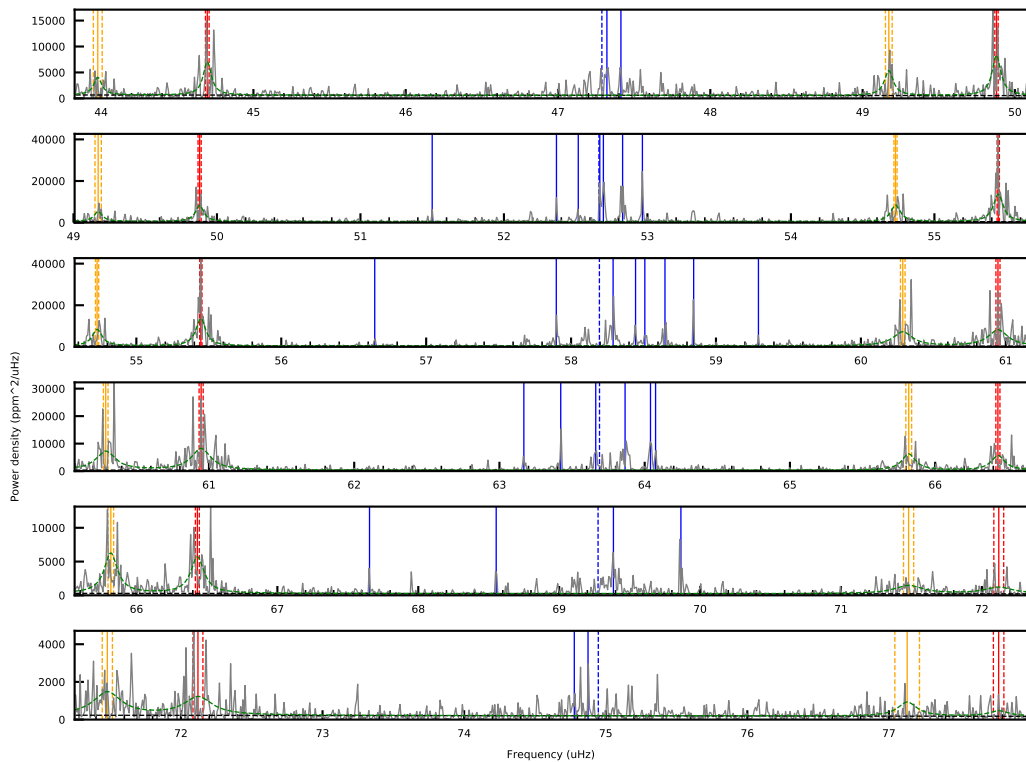 15000
10000
5000
0
44 45 46 47 48 49 50
40000
20000
0
49 50 51 52 53 54 55
40000
20000
0
55 56 57 58 59 60 61
Power density (ppm^2/uHz)
30000
20000
10000
0
61 62 63 64 65 66
10000
5000
0
66 67 68 69 70 71 72
4000
2000
0
72 73 74 75 76 77
Frequency (uHz)